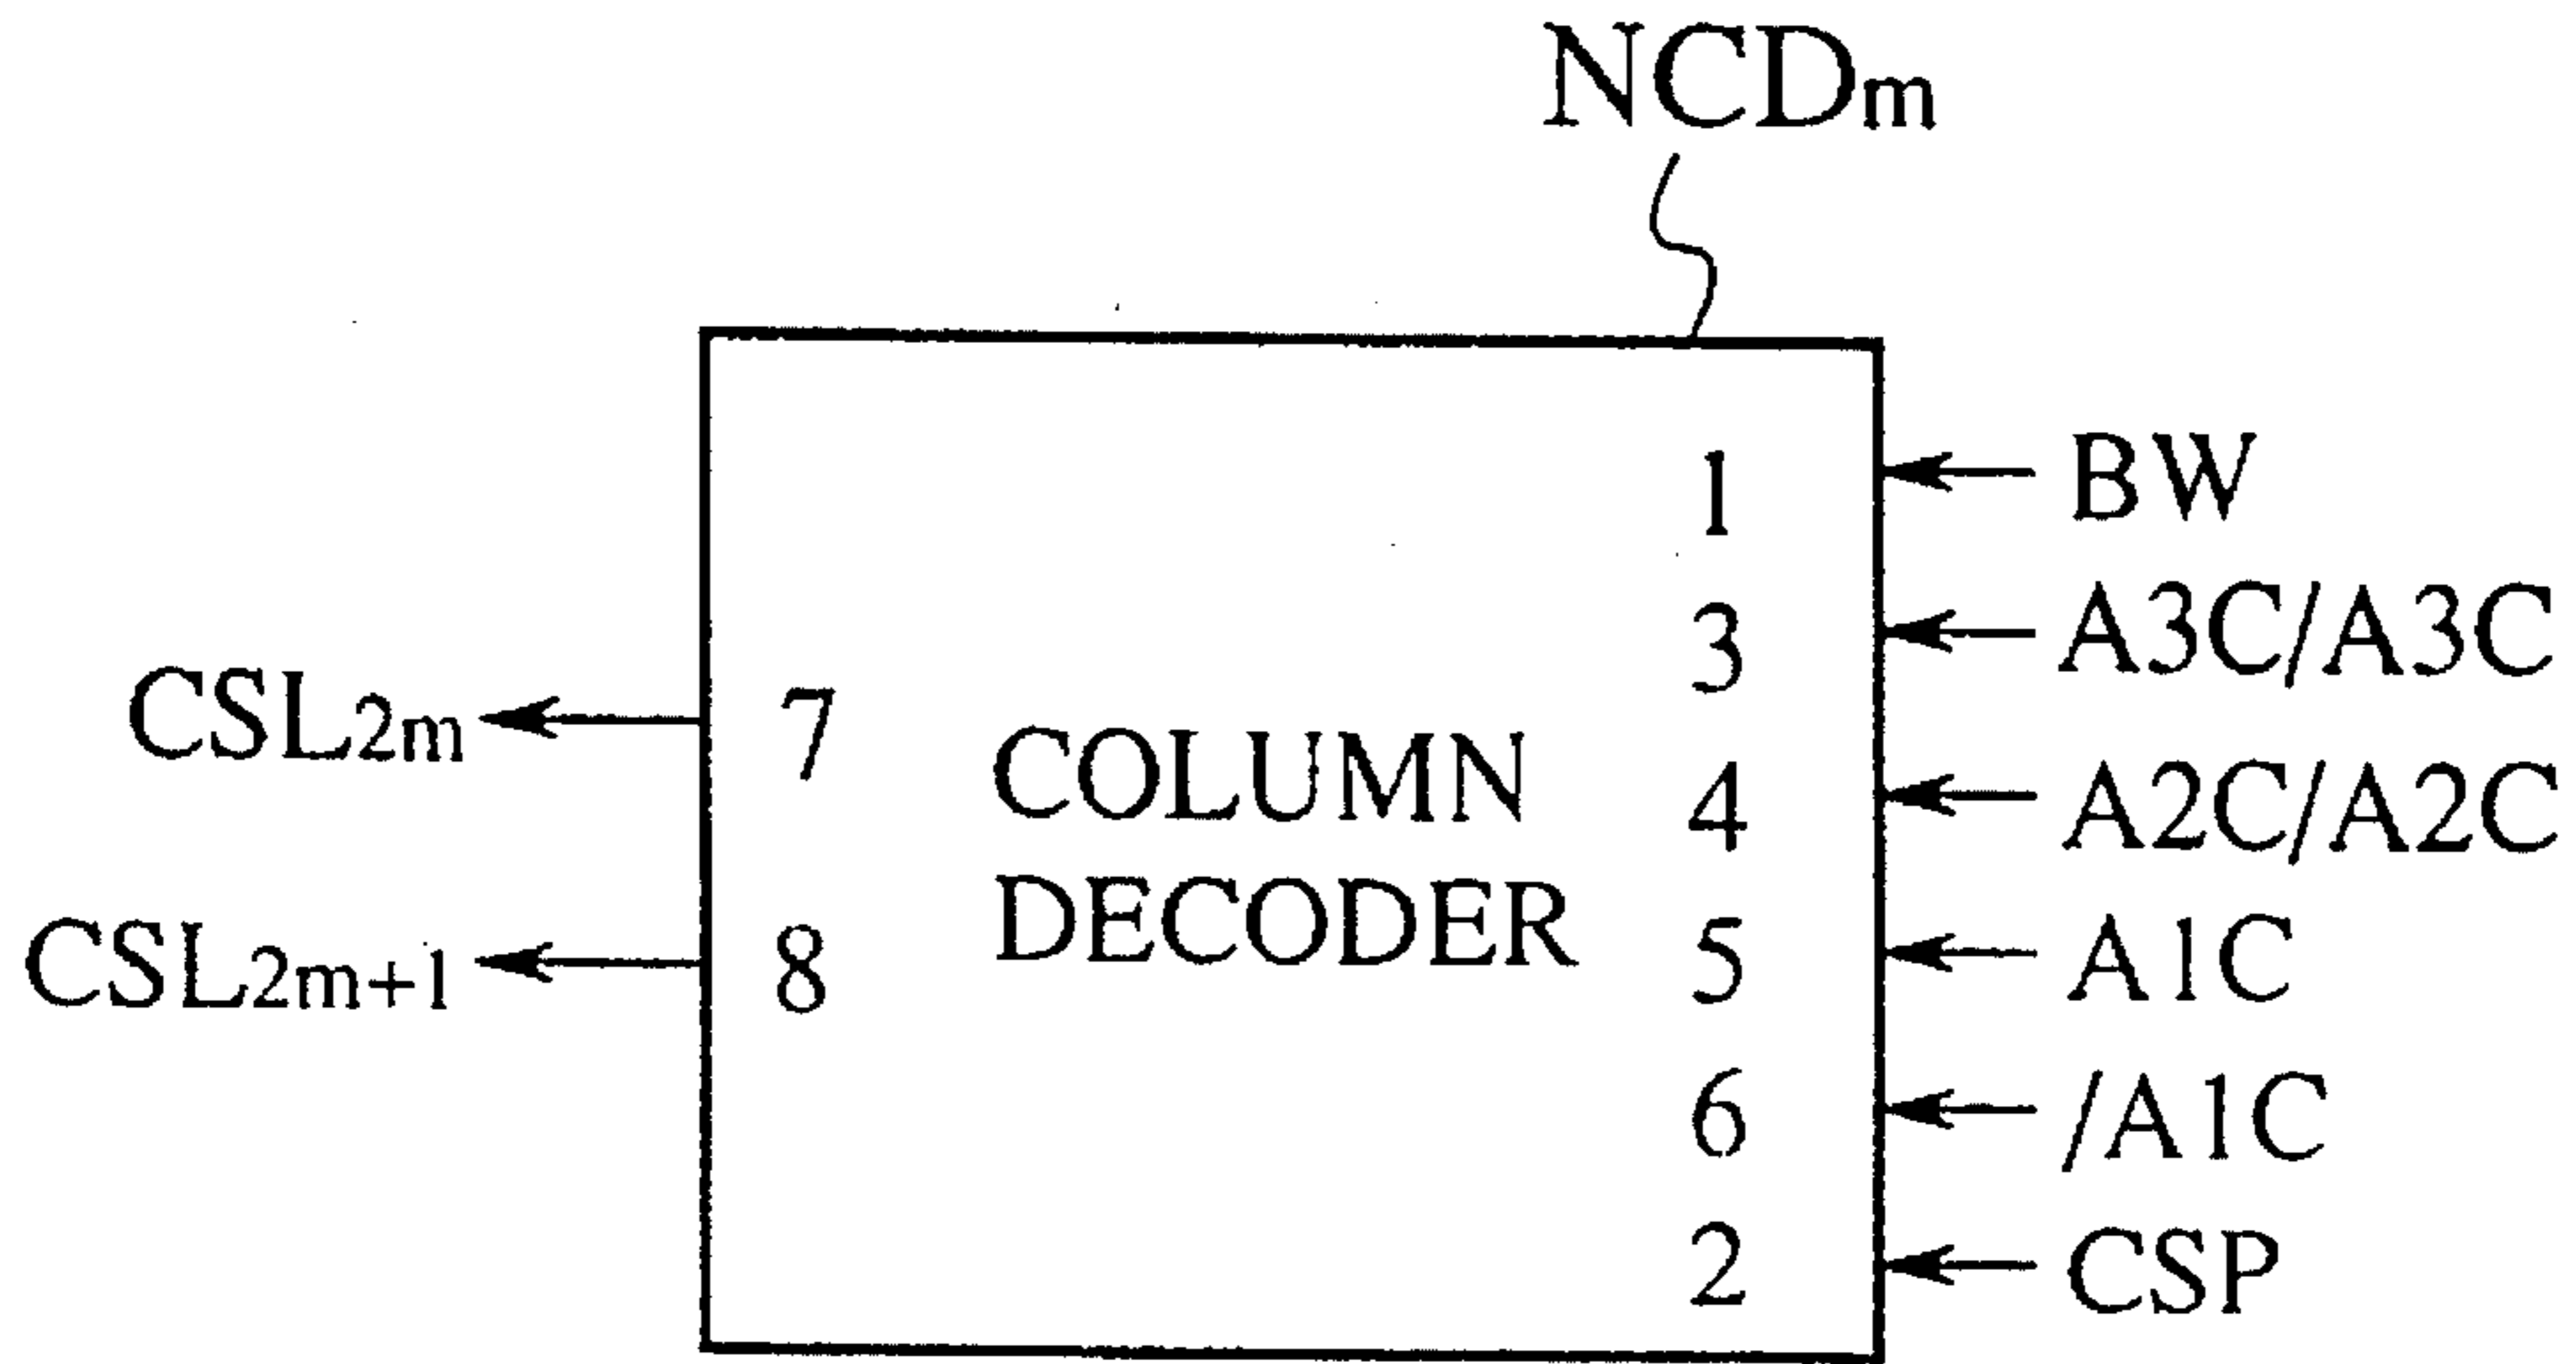 NCDm
1 BW
3 A3C/A3C
CSL2m 7 COLUMN 4 A2C/A2C
CSL2m+1 8 DECODER 5 A1C
6 /A1C
2 CSP